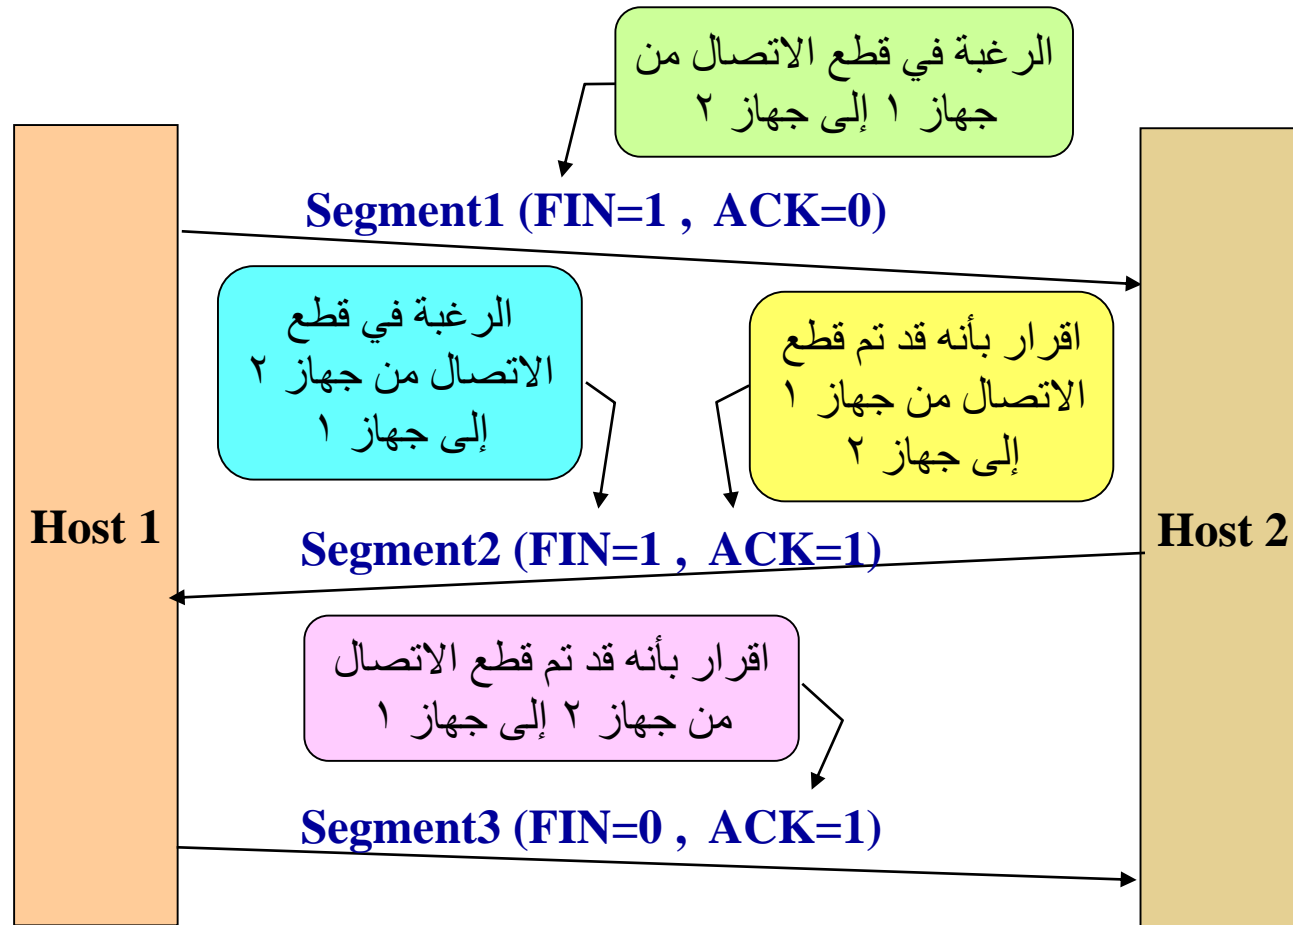 الرغبة في قطع الاتصال من
جهاز ١ إلى جهاز ٢
Segment1 (FIN=1 , ACK=0)
الرغبة في قطع
الاتصال من جهاز ٢
إلى جهاز ١
اقرار بأنه قد تم قطع
الاتصال من جهاز ١
إلى جهاز ٢
Host 1
Segment2 (FIN=1 , ACK=1)
Host 2
اقرار بأنه قد تم قطع الاتصال
من جهاز ٢ إلى جهاز ١
Segment3 (FIN=0 , ACK=1)